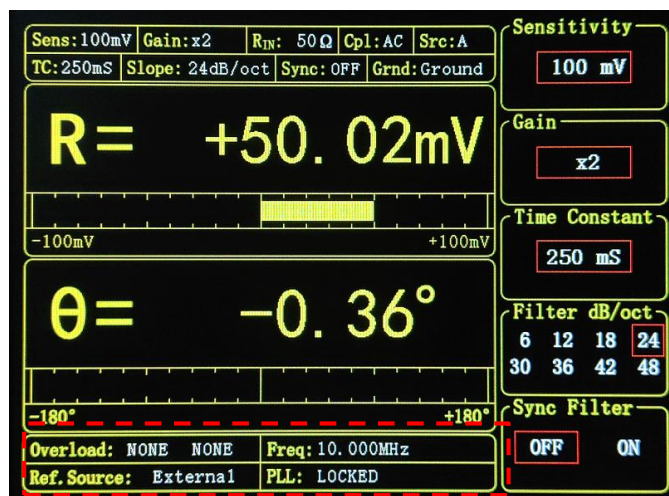 Sens:100mV Gain:x2 RIN: 50Ω Cpl:AC Src:A
TC:250mS Slope: 24dB/oct Sync:OFF Grnd:Ground
R= +50.02mV
-100mV +100mV
θ= -0.36°
-180° +180°
Overload: NONE NONE Freq:10.000MHz
Ref.Source: External PLL: LOCKED
Sensitivity
100 mV
Gain
x2
Time Constant
250 mS
Filter dB/oct
6 12 18 24
30 36 42 48
Sync Filter
OFF ON